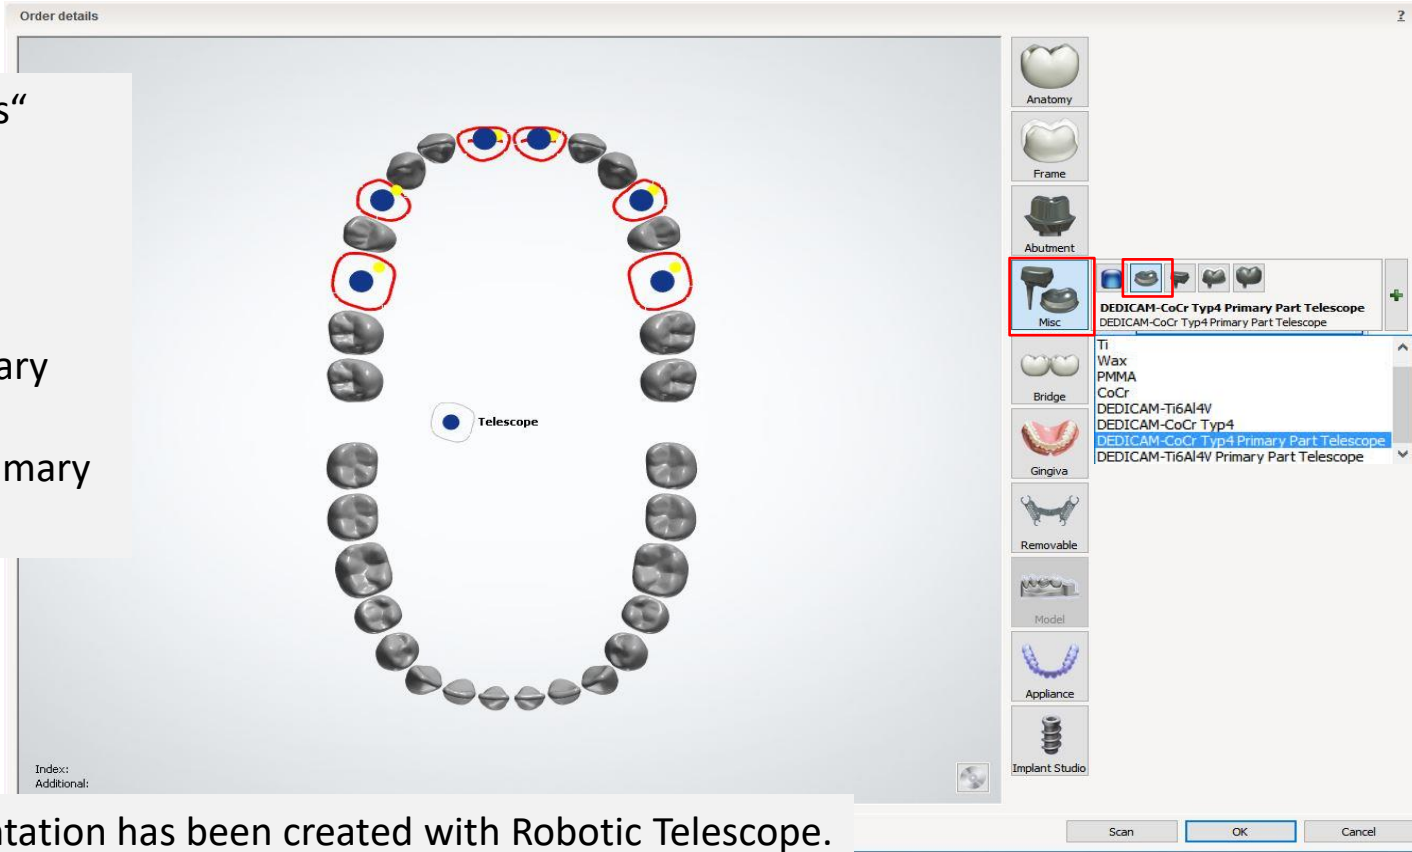 Order details
?
s“
ary
mary
Telescope
Index:
Additional:
Anatomy
Frame
Abutment
Misc
DEDICAM-CoCr Typ4 Primary Part Telescope
DEDICAM-CoCr Typ4 Primary Part Telescope
Ti
Wax
PMMA
CoCr
DEDICAM-Ti6Al4V
DEDICAM-CoCr Typ4
DEDICAM-CoCr Typ4 Primary Part Telescope
DEDICAM-Ti6Al4V Primary Part Telescope
Bridge
Gingiva
Removable
Model
Appliance
Implant Studio
ntation has been created with Robotic Telescope.
Scan
OK
Cancel